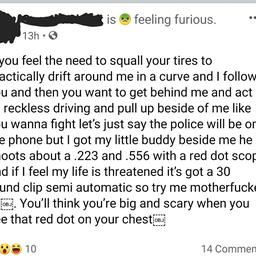 is 🤢 feeling furious.
13h •
you feel the need to squall your tires to
actically drift around me in a curve and I follow
ou and then you want to get behind me and act
reckless driving and pull up beside of me like
ou wanna fight let's just say the police will be on
e phone but I got my little buddy beside me he
hoots about a .223 and .556 with a red dot scop
nd if I feel my life is threatened it's got a 30
und clip semi automatic so try me motherfucke
￼. You'll think you're big and scary when you
ee that red dot on your chest￼
10
14 Commen